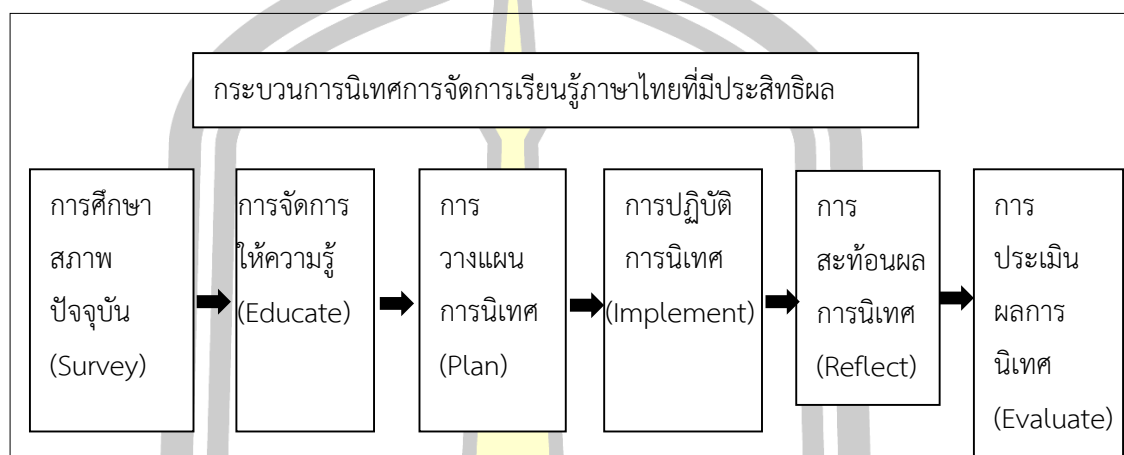 กระบวนการนิเทศการจัดการเรียนรู้ภาษาไทยที่มีประสิทธิผล
การศึกษา
สภาพ
ปัจจุบัน
(Survey)
การจัดการ
ให้ความรู้
(Educate)
การ
วางแผน
การนิเทศ
(Plan)
การปฏิบัติ
การนิเทศ
(Implement)
การ
สะท้อนผล
การนิเทศ
(Reflect)
การ
ประเมิน
ผลการ
นิเทศ
(Evaluate)